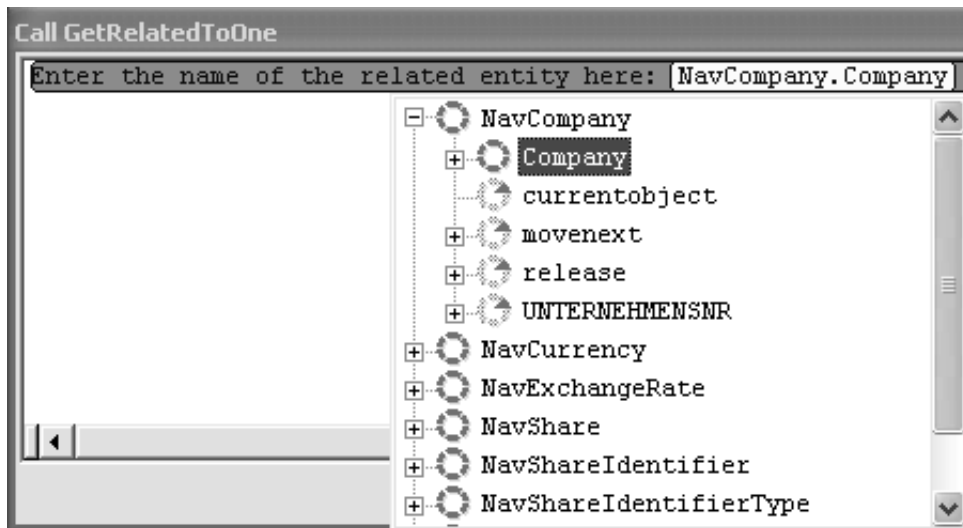 Call GetRelatedToOne
Enter the name of the related entity here: NavCompany.Company
NavCompany
Company
currentobject
movenext
release
UNTERNEHMENSNR
NavCurrency
NavExchangeRate
NavShare
NavShareIdentifier
NavShareIdentifierType